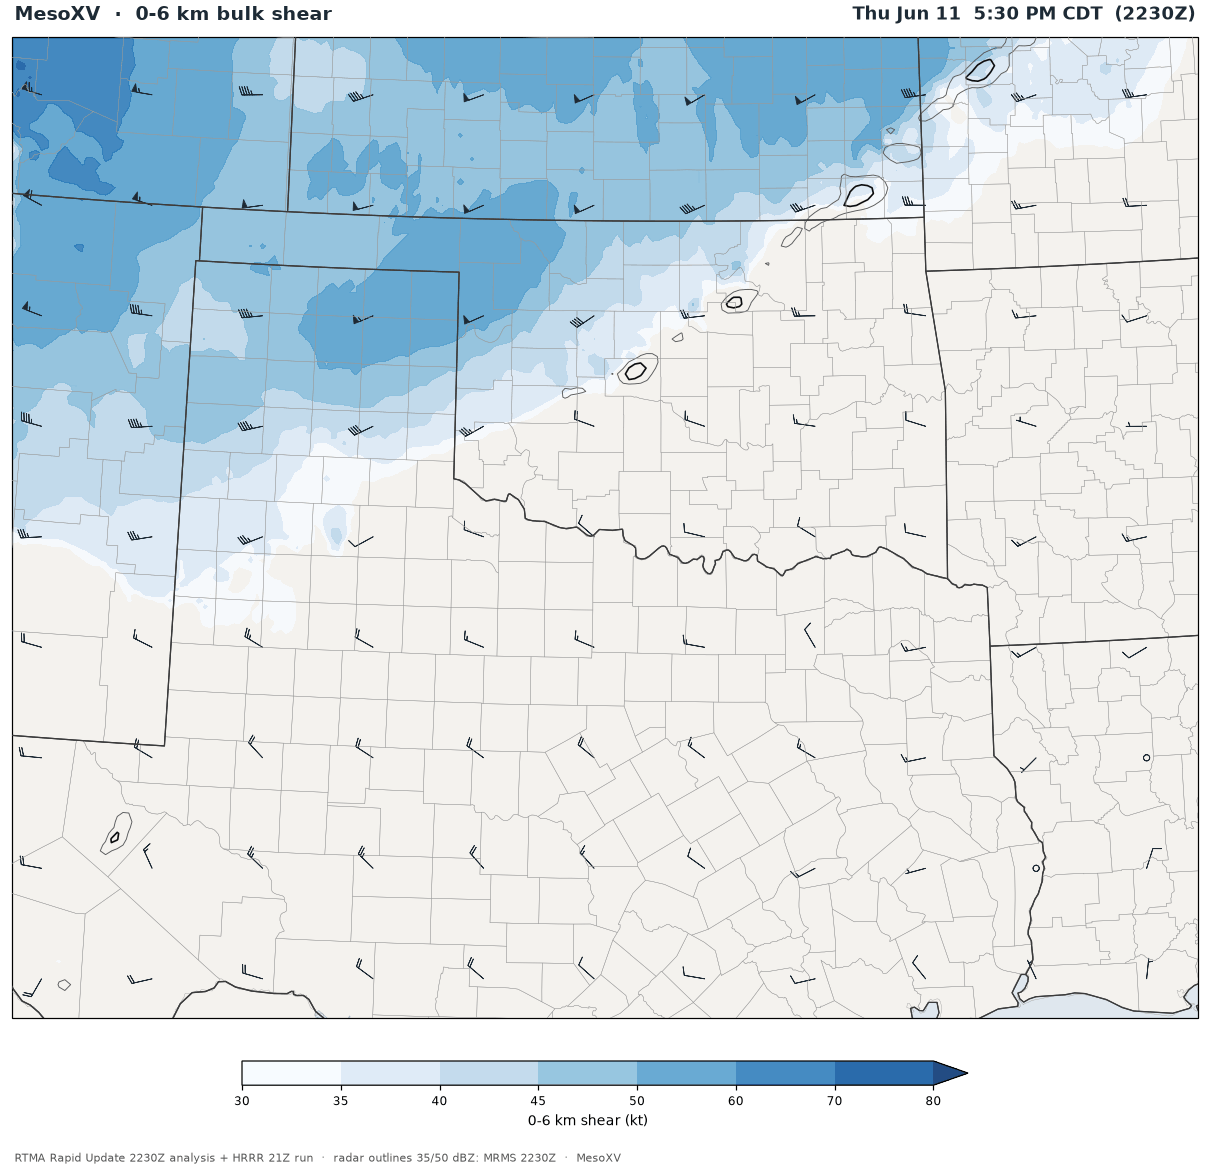 MesoXV · 0-6 km bulk shear
Thu Jun 11 5:30 PM CDT (2230Z)
30 35 40 45 50 60 70 80
0-6 km shear (kt)
RTMA Rapid Update 2230Z analysis + HRRR 21Z run · radar outlines 35/50 dBZ: MRMS 2230Z · MesoXV